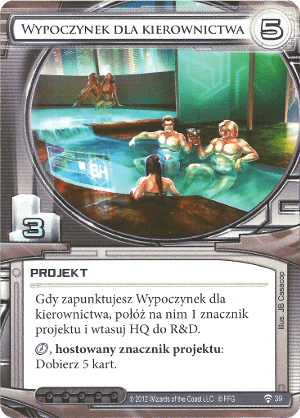 WYPOCZYNEK DLA KIEROWNICTWA
5
3
PROJEKT
Gdy zapunktujesz Wypoczynek dla
kierownictwa, połóż na nim 1 znacznik
projektu i wtasuj HQ do R&D.
, hostowany znacznik projektu:
Dobierz 5 kart.
Illus. JB Casacop
© 2012 Wizards of the Coast LLC. © FFG
39